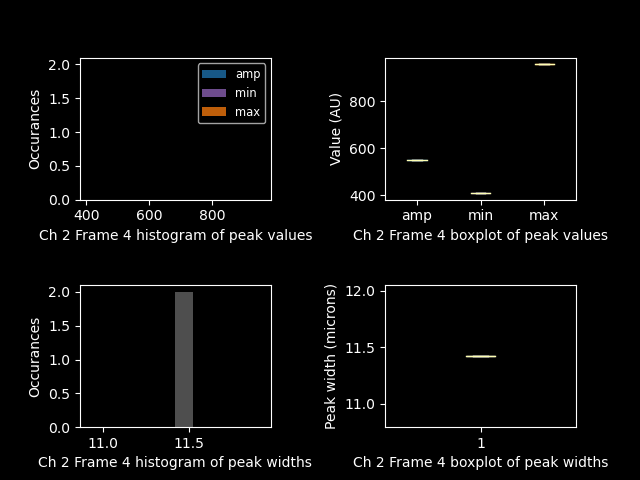 2.0
1.5
1.0
0.5
0.0
Occurances
400 600 800
amp
min
max
Ch 2 Frame 4 histogram of peak values
800
600
400
Value (AU)
amp min max
Ch 2 Frame 4 boxplot of peak values
2.0
1.5
1.0
0.5
0.0
Occurances
11.0 11.5
Ch 2 Frame 4 histogram of peak widths
12.0
11.5
11.0
Peak width (microns)
1
Ch 2 Frame 4 boxplot of peak widths